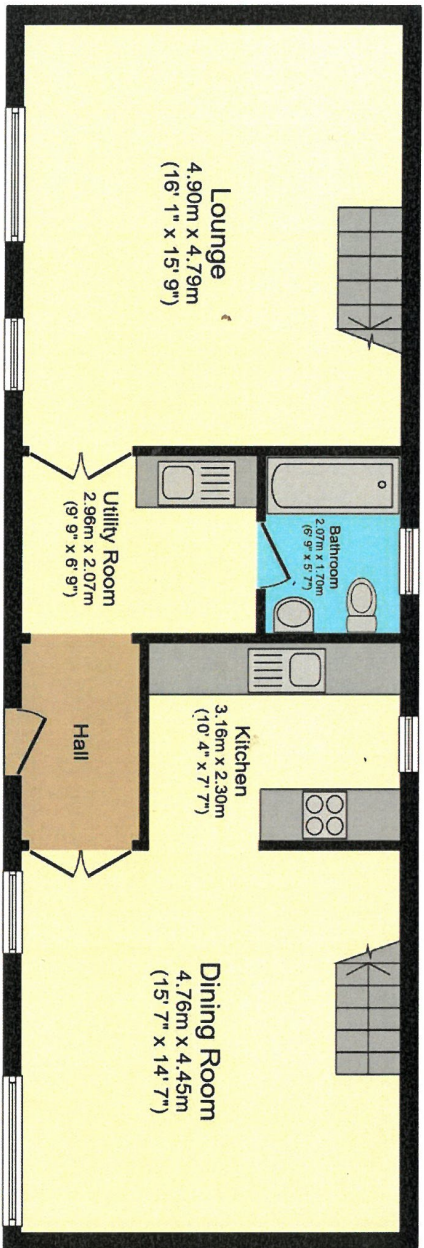 Lounge
4.90m x 4.79m
(16' 1" x 15' 9")
Utility Room
2.96m x 2.07m
(9' 9" x 6' 9")
Bathroom
2.07m x 1.70m
(6'9" x 5'7")
Hall
Kitchen
3.16m x 2.30m
(10' 4" x 7' 7")
Dining Room
4.76m x 4.45m
(15' 7" x 14' 7")